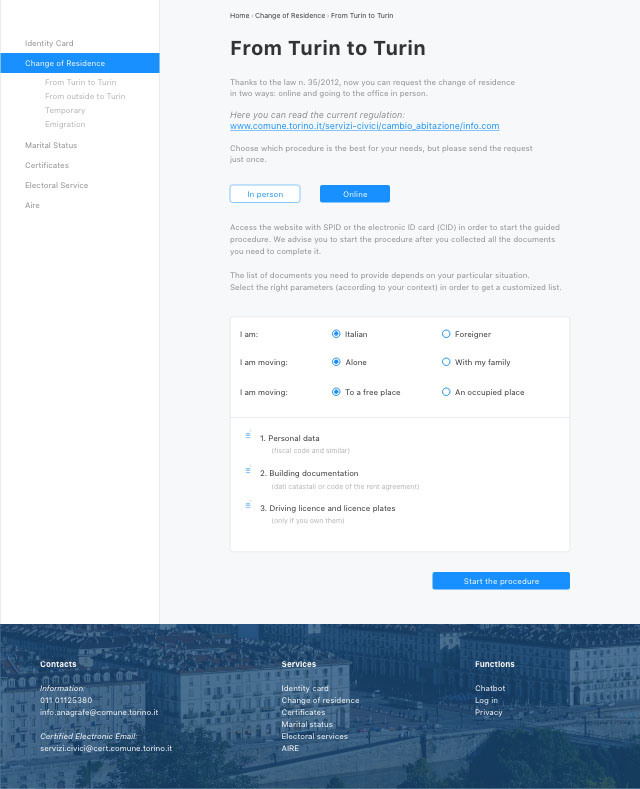 Home › Change of Residence › From Turin to Turin
Identity Card
Change of Residence
From Turin to Turin
From outside to Turin
Temporary
Emigration
Marital Status
Certificates
Electoral Service
Aire
From Turin to Turin
Thanks to the law n. 35/2012, now you can request the change of residence
in two ways: online and going to the office in person.
Here you can read the current regulation:
www.comune.torino.it/servizi-civici/cambio_abitazione/info.com
Choose which procedure is the best for your needs, but please send the request
just once.
In person
Online
Access the website with SPID or the electronic ID card (CID) in order to start the guided
procedure. We advise you to start the procedure after you collected all the documents
you need to complete it.
The list of documents you need to provide depends on your particular situation.
Select the right parameters (according to your context) in order to get a customized list.
I am: Italian Foreigner
I am moving: Alone With my family
I am moving: To a free place An occupied place
1. Personal data
(fiscal code and similar)
2. Building documentation
(dati catastali or code of the rent agreement)
3. Driving licence and licence plates
(only if you own them)
Start the procedure
Contacts
Information:
011 01125380
info.anagrafe@comune.torino.it
Certified Electronic Email:
servizi.civici@cert.comune.torino.it
Services
Identity card
Change of residence
Certificates
Marital status
Electoral services
AIRE
Functions
Chatbot
Log in
Privacy